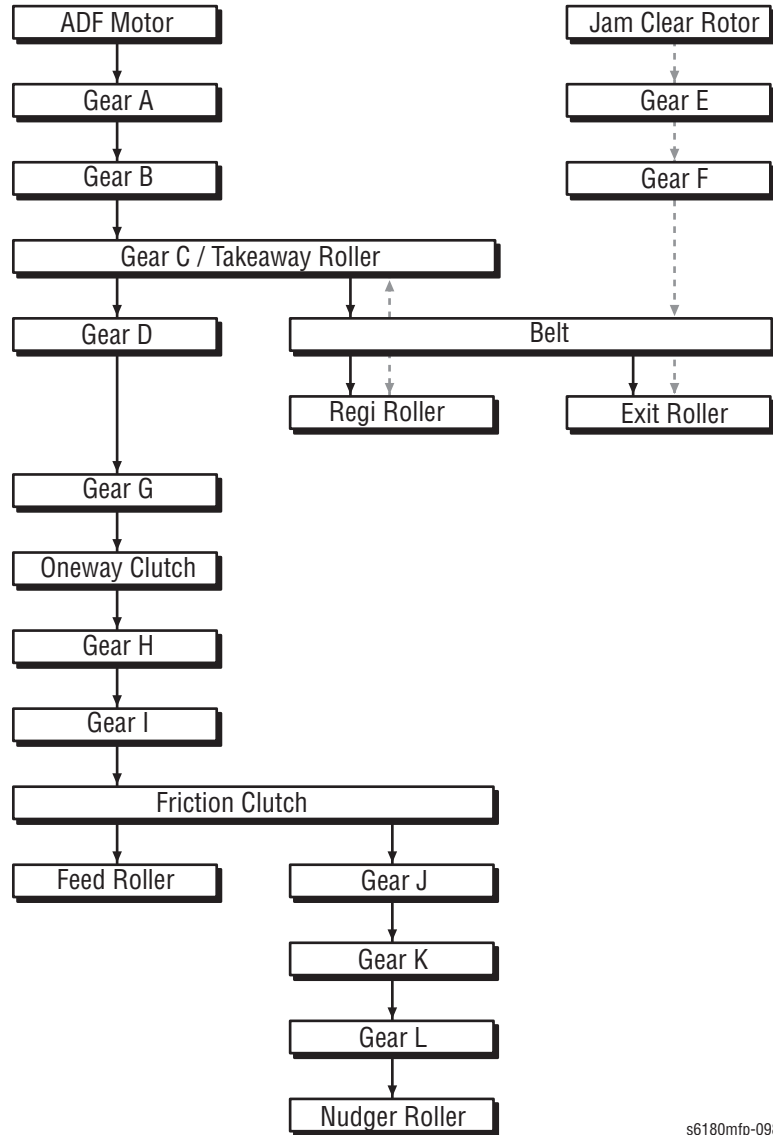 ADF Motor
Jam Clear Rotor
Gear A
Gear E
Gear B
Gear F
Gear C / Takeaway Roller
Gear D
Belt
Regi Roller
Exit Roller
Gear G
Oneway Clutch
Gear H
Gear I
Friction Clutch
Feed Roller
Gear J
Gear K
Gear L
Nudger Roller